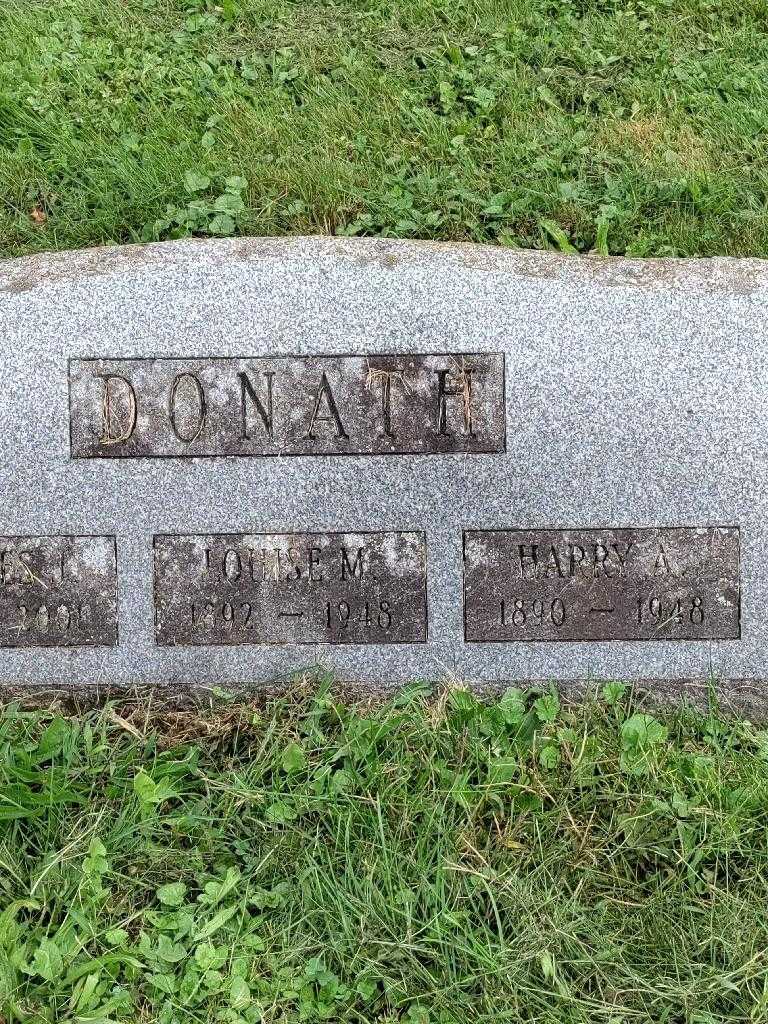 DONATH
LOUISE M.
1892 – 1948
HARRY A.
1890 – 1948